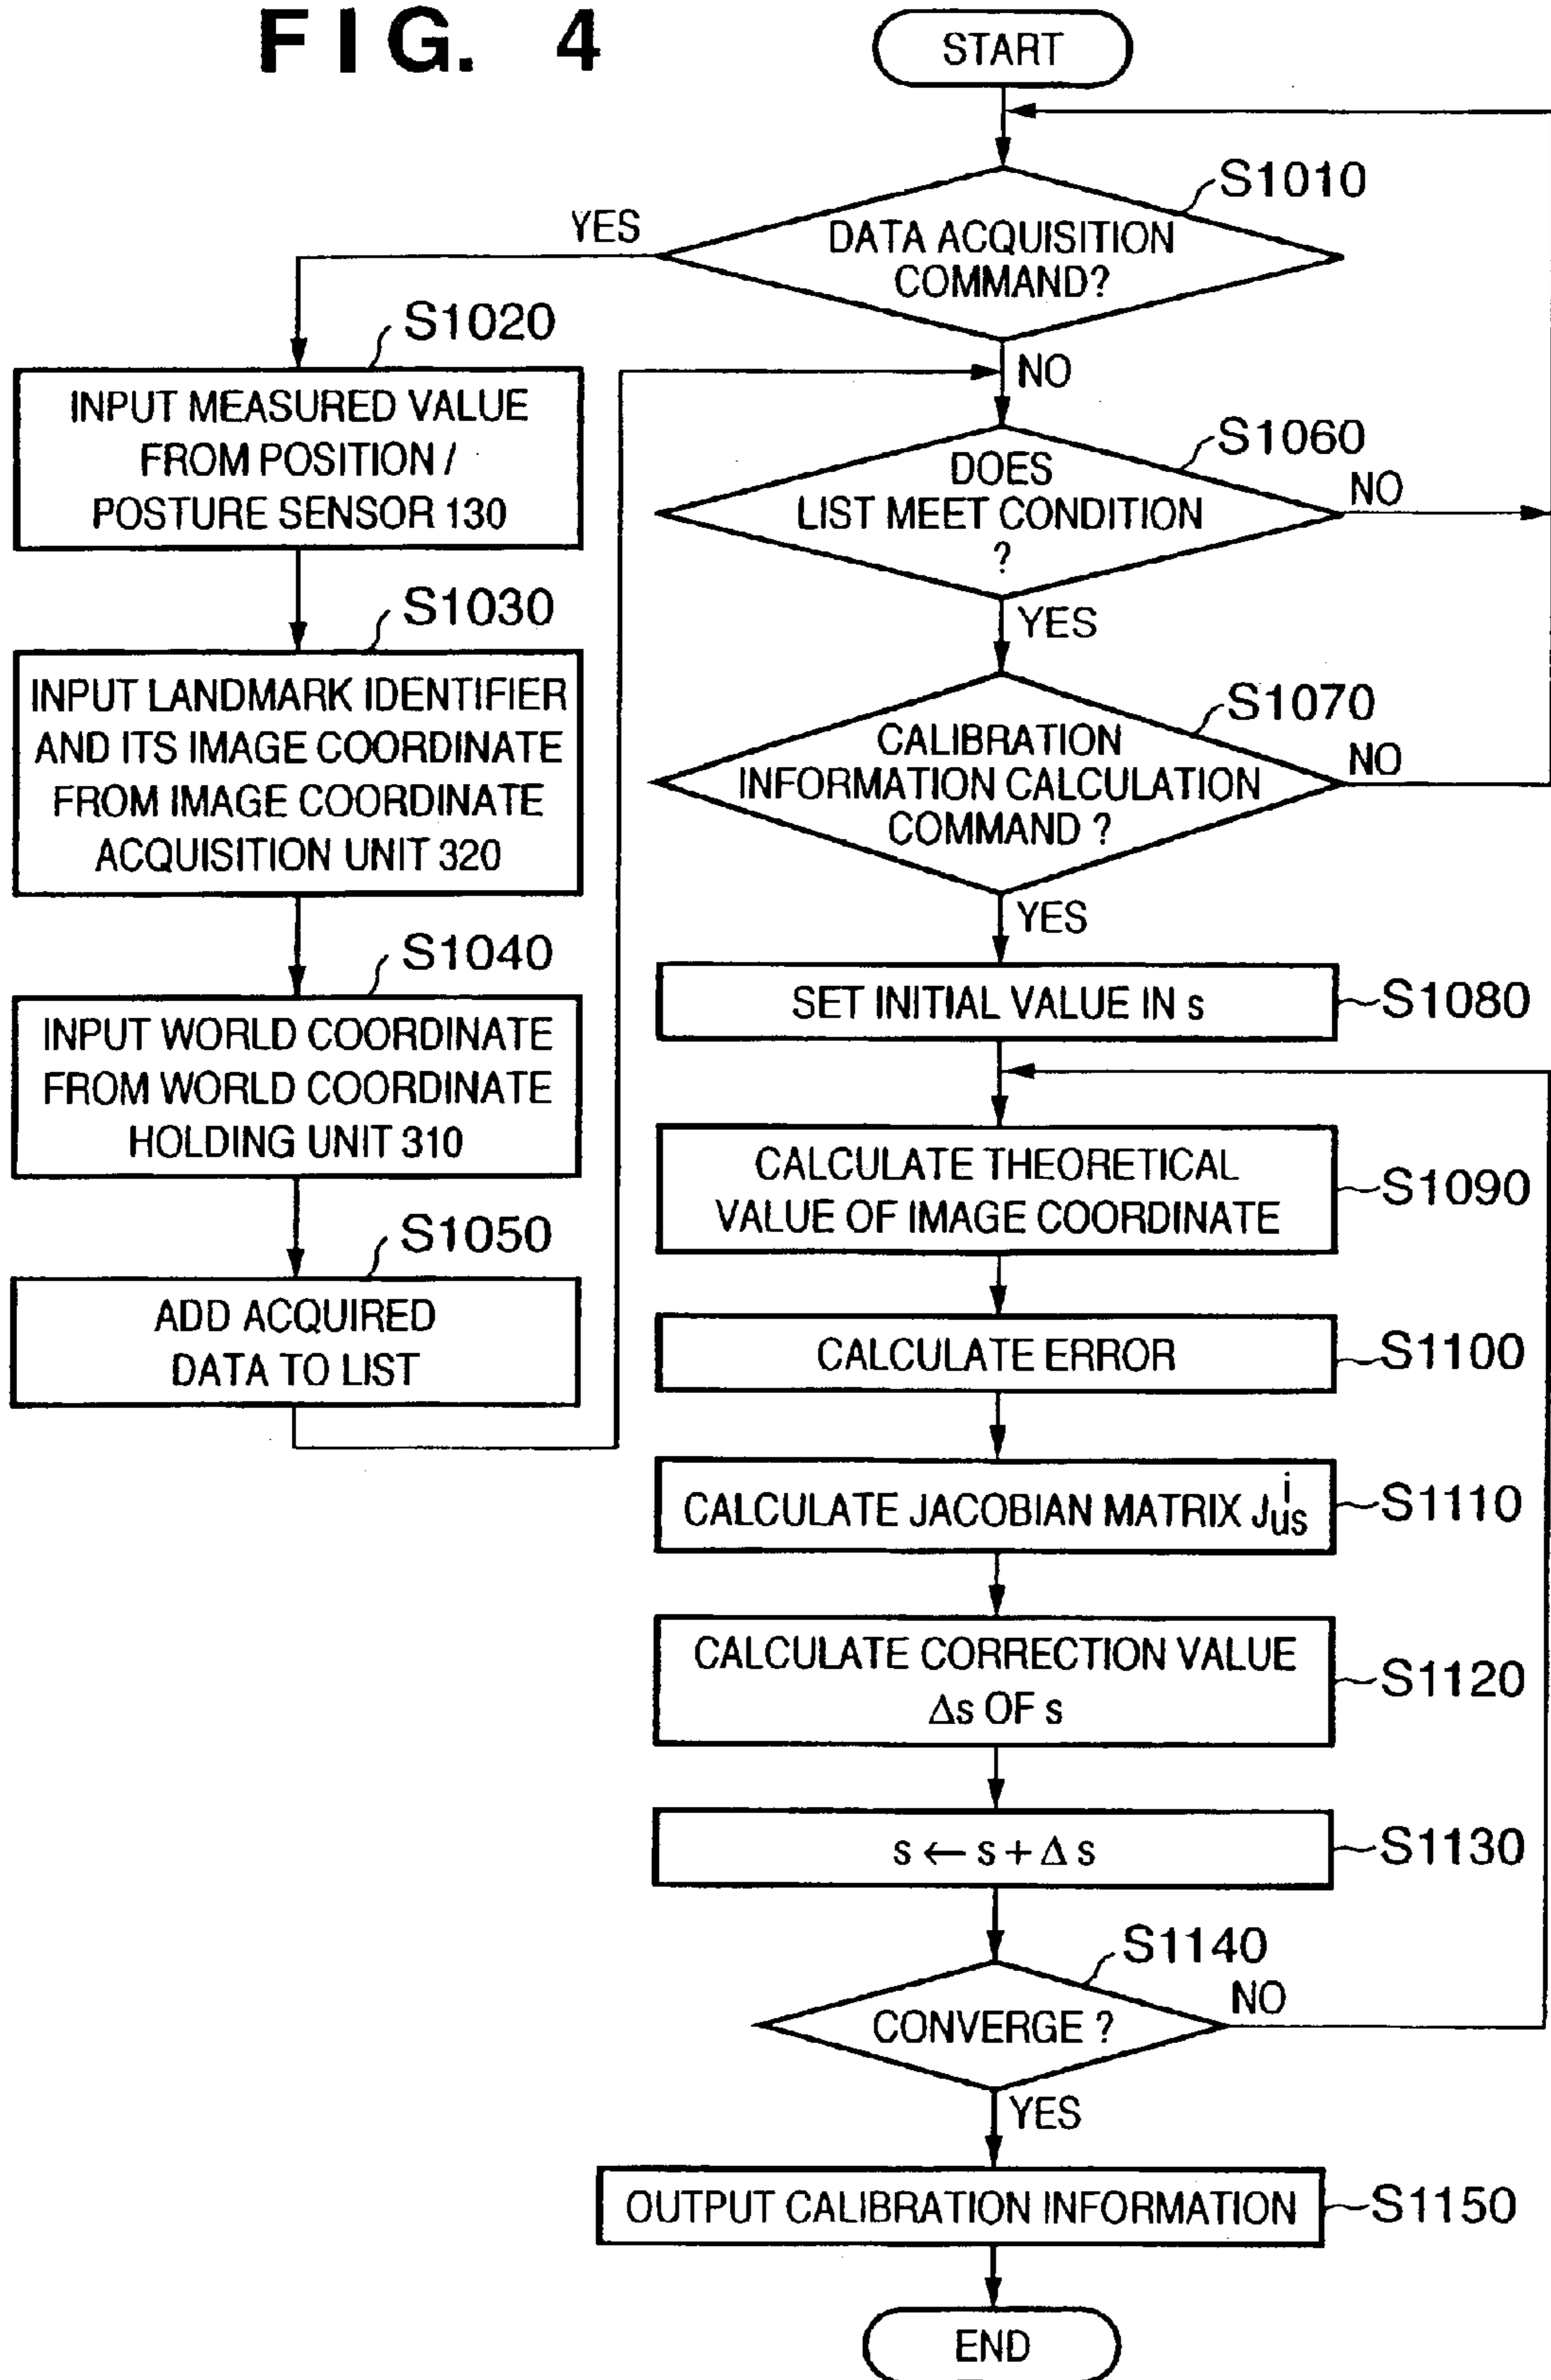 FIG. 4
START
S1010
YES
DATA ACQUISITION
COMMAND?
NO
S1020
INPUT MEASURED VALUE
FROM POSITION /
POSTURE SENSOR 130
S1030
INPUT LANDMARK IDENTIFIER
AND ITS IMAGE COORDINATE
FROM IMAGE COORDINATE
ACQUISITION UNIT 320
S1040
INPUT WORLD COORDINATE
FROM WORLD COORDINATE
HOLDING UNIT 310
S1050
ADD ACQUIRED
DATA TO LIST
S1060
DOES
LIST MEET CONDITION
?
NO
YES
S1070
CALIBRATION
INFORMATION CALCULATION
COMMAND ?
NO
YES
SET INITIAL VALUE IN s
S1080
CALCULATE THEORETICAL
VALUE OF IMAGE COORDINATE
S1090
CALCULATE ERROR
S1100
CALCULATE JACOBIAN MATRIX J_us^i
S1110
CALCULATE CORRECTION VALUE
Δs OF s
S1120
s ← s + Δ s
S1130
S1140
CONVERGE ?
NO
YES
OUTPUT CALIBRATION INFORMATION
S1150
END